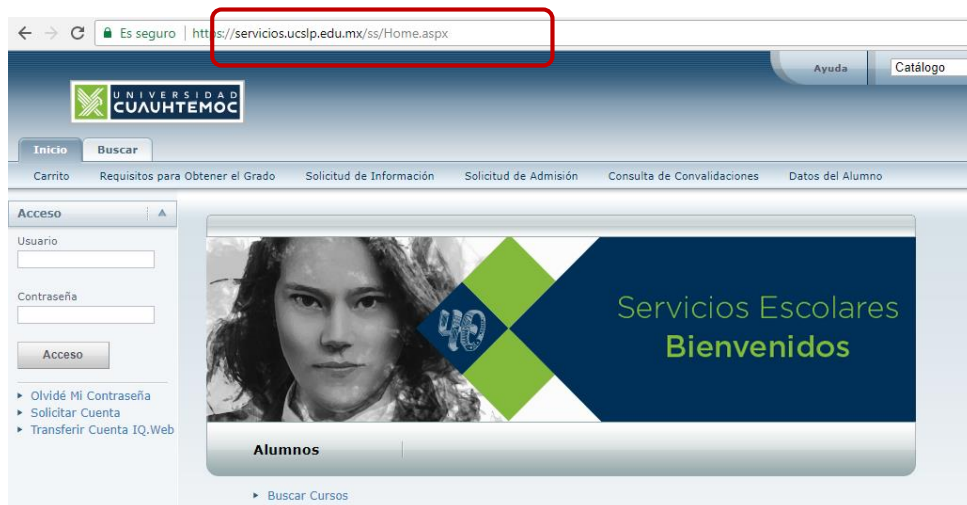 Es seguro | https://servicios.ucslp.edu.mx/ss/Home.aspx
Ayuda
Catálogo
UNIVERSIDAD
CUAUHTEMOC
Inicio
Buscar
Carrito
Requisitos para Obtener el Grado
Solicitud de Información
Solicitud de Admisión
Consulta de Convalidaciones
Datos del Alumno
Acceso
Usuario
Contraseña
Acceso
Olvidé Mi Contraseña
Solicitar Cuenta
Transferir Cuenta IQ.Web
40
Servicios Escolares
Bienvenidos
Alumnos
Buscar Cursos